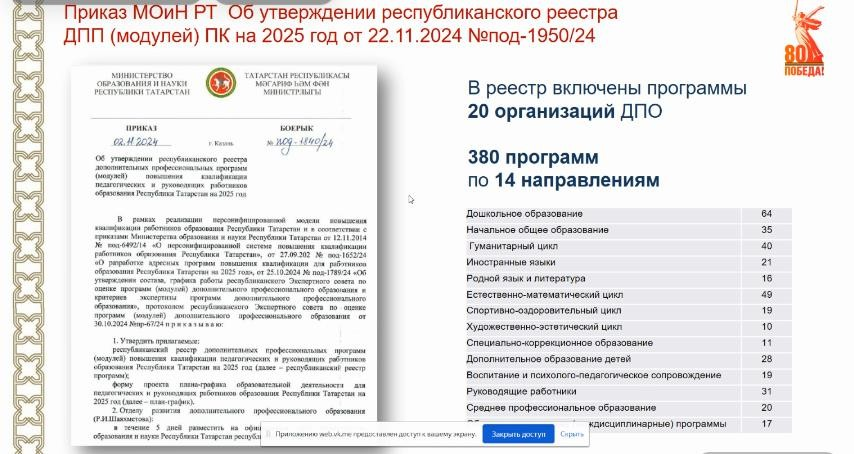 Приказ МОиН РТ Об утверждении республиканского реестра
ДПП (модулей) ПК на 2025 год от 22.11.2024 №под-1950/24
80
ПОБЕДА!
МИНИСТЕРСТВО
ОБРАЗОВАНИЯ И НАУКИ
РЕСПУБЛИКИ ТАТАРСТАН
ТАТАРСТАН РЕСПУБЛИКАСЫ
МӘГАРИФ ҺӘМ ФӘН
МИНИСТРЛЫГЫ
ПРИКАЗ
БОЕРЫК
02.11.2024
г. Казань
№ под-1840/24
Об утверждении республиканского реестра
дополнительных профессиональных программ
(модулей) повышения квалификации
педагогических и руководящих работников
образования Республики Татарстан на 2025 год
В рамках реализации персонифицированной модели повышения
квалификации работников образования Республики Татарстан и в соответствии с
приказами Министерства образования и науки Республики Татарстан от 12.11.2014
№ под-6492/14 «О персонифицированной системе повышения квалификации
работников образования Республики Татарстан», от 27.09.202 № под-1652/24
«О разработке адресных программ повышения квалификации для работников
образования Республики Татарстан на 2025 год», от 25.10.2024 № под-1789/24 «Об
утверждении состава, графика работы республиканского Экспертного совета по
оценке программ (модулей) дополнительного профессионального образования и
критериев экспертизы программ дополнительного профессионального
образования», протоколом республиканского Экспертного совета по оценке
программ (модулей) дополнительного профессионального образования от
30.10.2024 №пр-67/24 п р и к а з ы в а ю:
1. Утвердить прилагаемые:
республиканский реестр дополнительных профессиональных программ
(модулей) повышения квалификации педагогических и руководящих работников
образования Республики Татарстан на 2025 год (далее – республиканский реестр
программ);
форму проекта плана-графика образовательной деятельности для
педагогических и руководящих работников образования Республики Татарстан на
2025 год (далее – план-график).
2. Отделу развития дополнительного профессионального образования
(Р.И.Шаяхметова):
в течение 5 дней разместить на
образования и науки Республики Татарстан
В реестр включены программы
20 организаций ДПО
380 программ
по 14 направлениям
Дошкольное образование 64
Начальное общее образование 35
Гуманитарный цикл 40
Иностранные языки 21
Родной язык и литература 16
Естественно-математический цикл 49
Спортивно-оздоровительный цикл 19
Художественно-эстетический цикл 10
Специально-коррекционное образование 11
Дополнительное образование детей 28
Воспитание и психолого-педагогическое сопровождение 19
Руководящие работники 31
Среднее профессиональное образование 20
программы 17
Приложению web.vk.me предоставлен доступ к вашему экрану.
Закрыть доступ
Скрыть